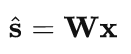 ŝ = Wx